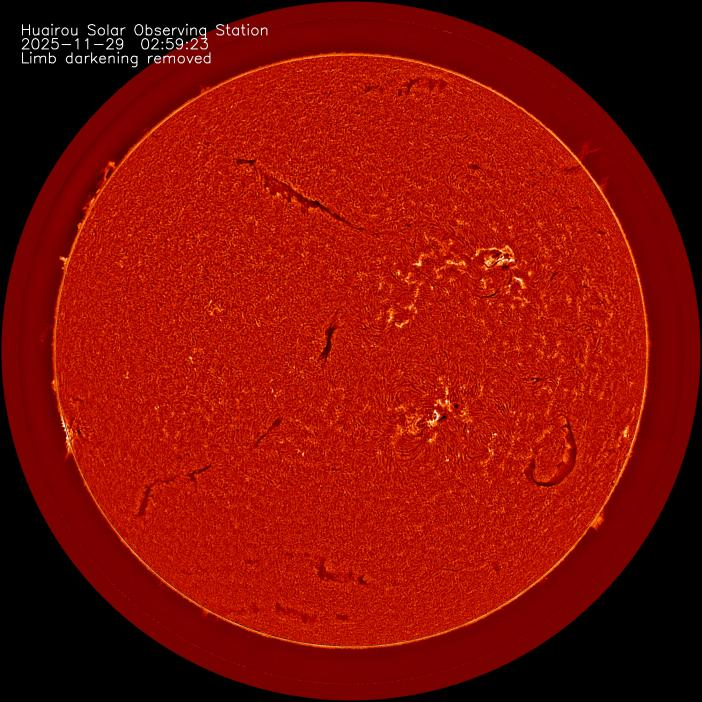 Huairou Solar Observing Station
2025-11-29 02:59:23
Limb darkening removed